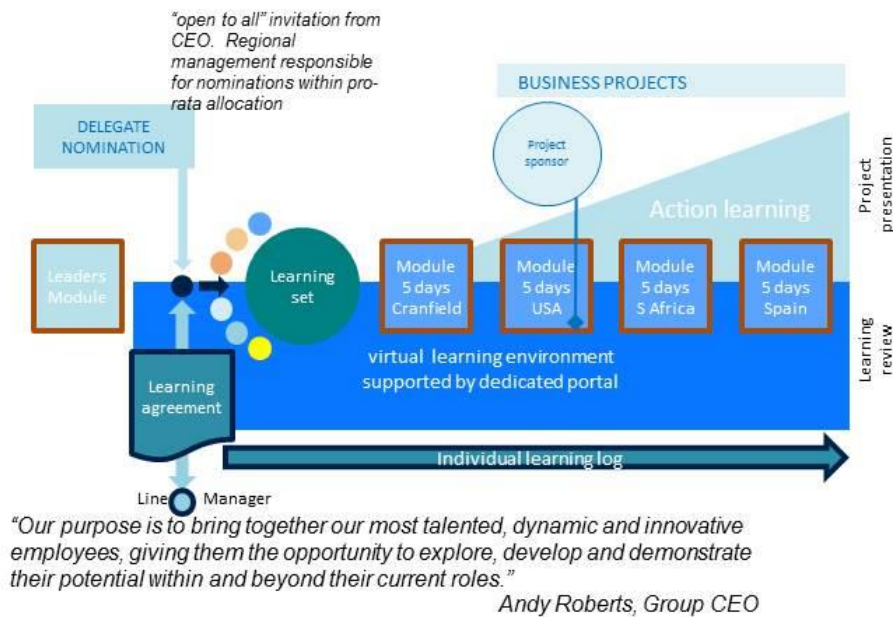 “open to all” invitation from
CEO. Regional
management responsible
for nominations within pro-
rata allocation
BUSINESS PROJECTS
DELEGATE
NOMINATION
Project
sponsor
Project
presentation
Action learning
Leaders
Module
Learning
set
Module
5 days
Cranfield
Module
5 days
USA
Module
5 days
S Africa
Module
5 days
Spain
Learning
review
virtual learning environment
supported by dedicated portal
Learning
agreement
Individual learning log
Line Manager
“Our purpose is to bring together our most talented, dynamic and innovative
employees, giving them the opportunity to explore, develop and demonstrate
their potential within and beyond their current roles.”
Andy Roberts, Group CEO